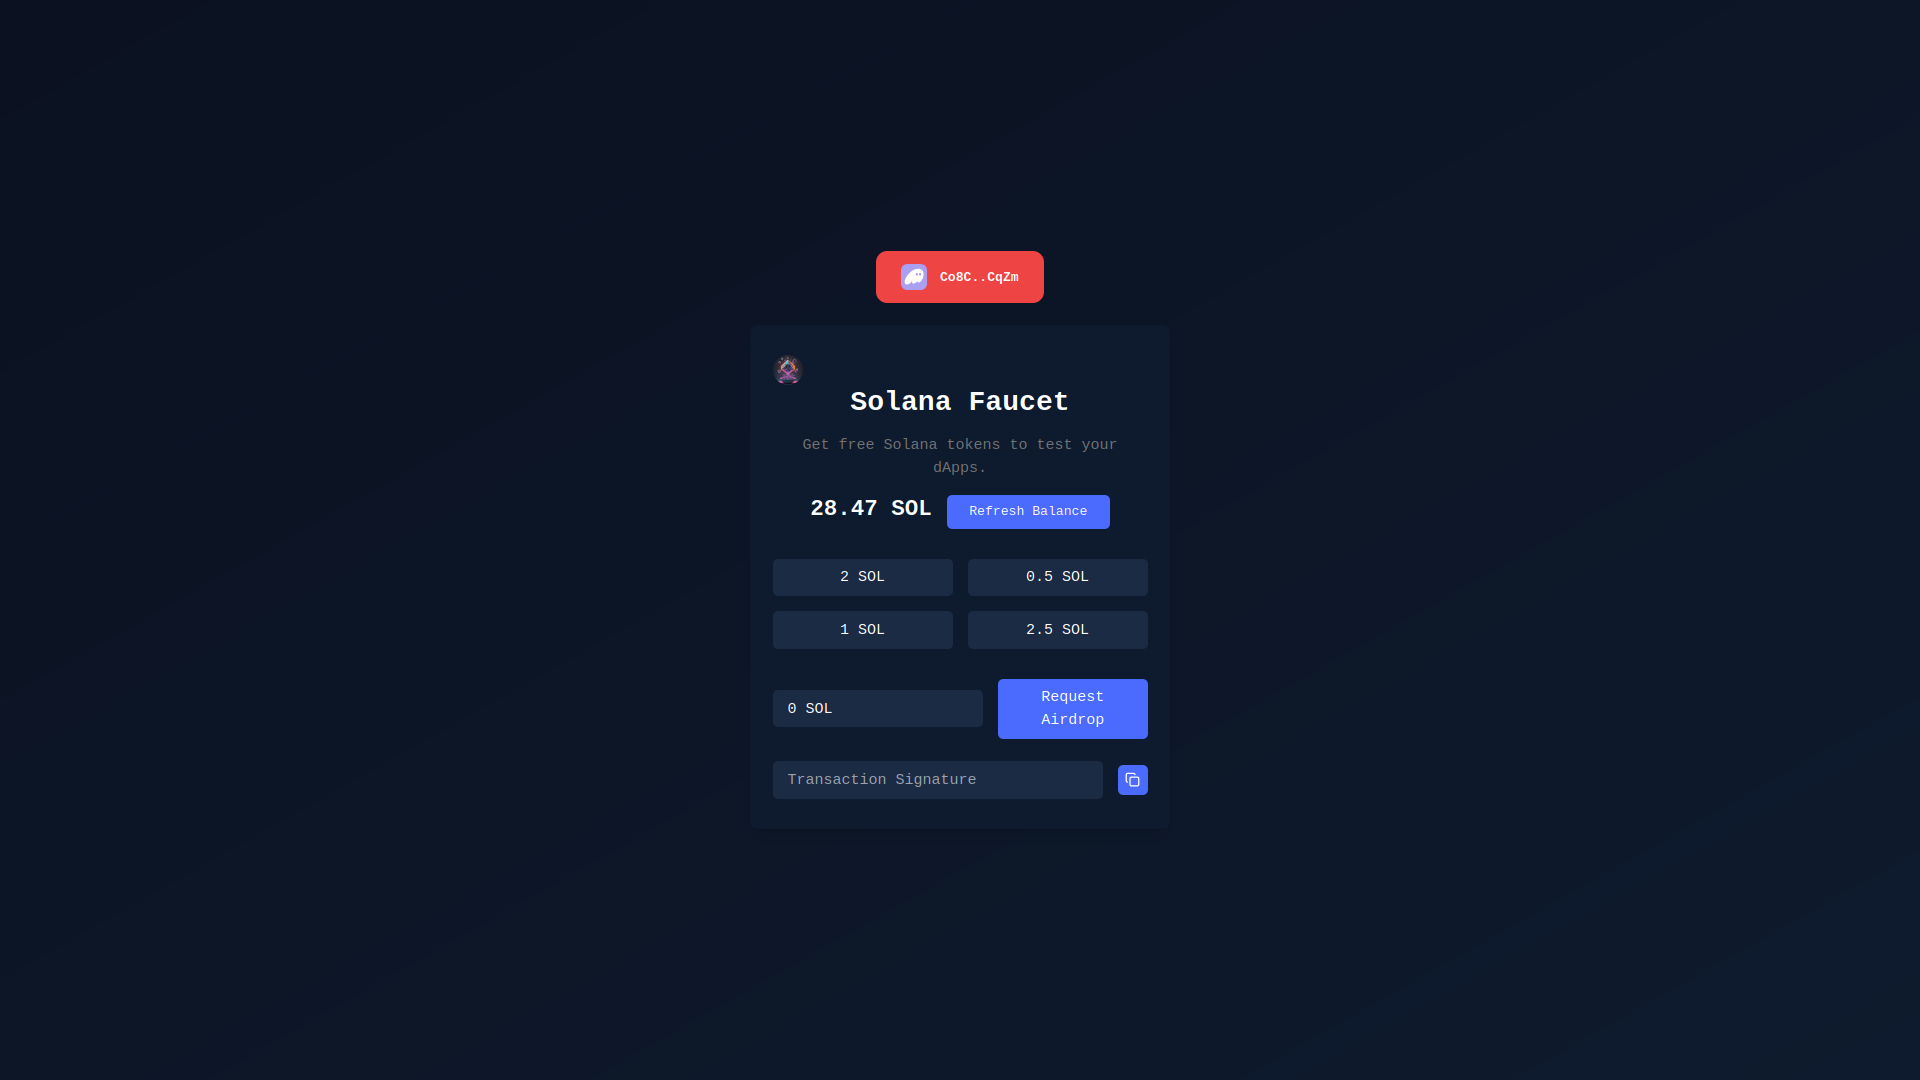 Co8C..CqZm
Solana Faucet
Get free Solana tokens to test your
dApps.
28.47 SOL
Refresh Balance
2 SOL
0.5 SOL
1 SOL
2.5 SOL
0 SOL
Request
Airdrop
Transaction Signature